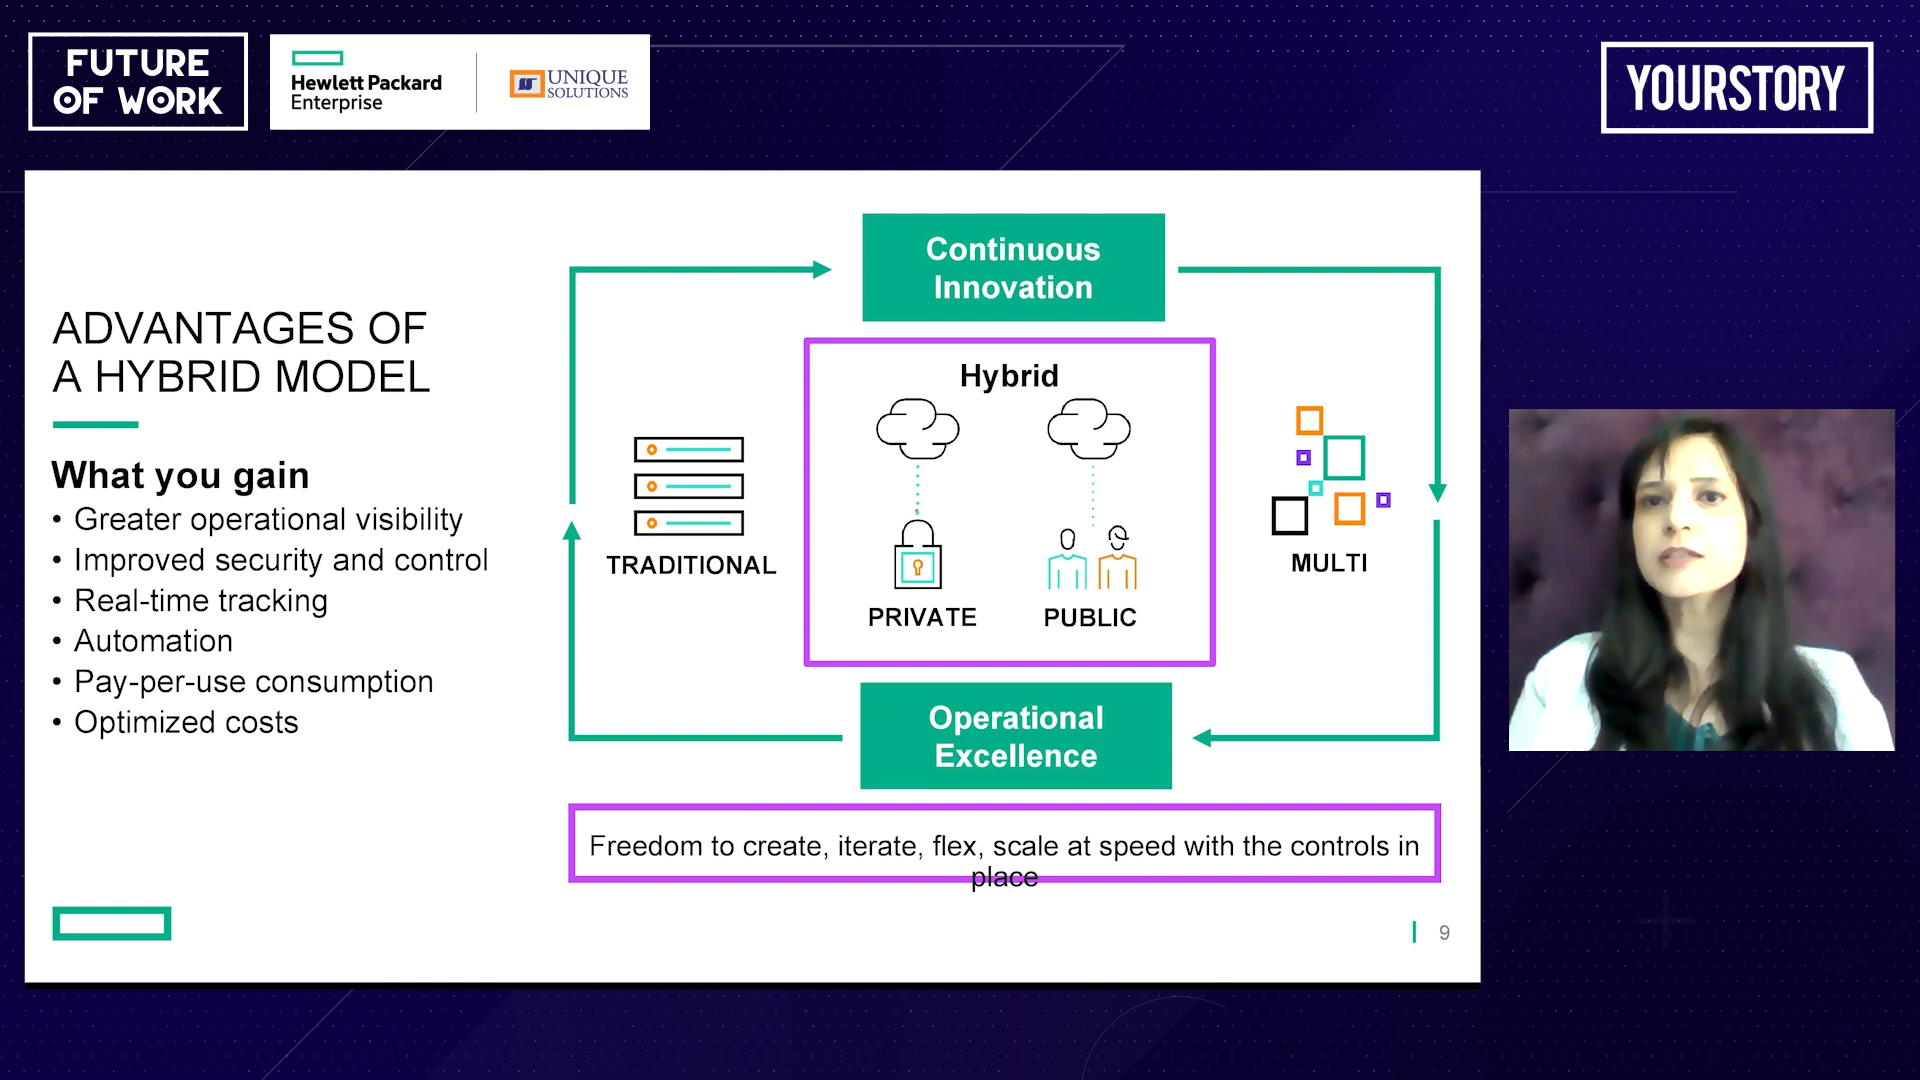 FUTURE
OF WORK
Hewlett Packard
Enterprise
UNIQUE
SOLUTIONS
YOURSTORY
ADVANTAGES OF
A HYBRID MODEL
What you gain
• Greater operational visibility
• Improved security and control
• Real-time tracking
• Automation
• Pay-per-use consumption
• Optimized costs
Continuous
Innovation
Hybrid
TRADITIONAL
PRIVATE
PUBLIC
MULTI
Operational
Excellence
Freedom to create, iterate, flex, scale at speed with the controls in
place
9